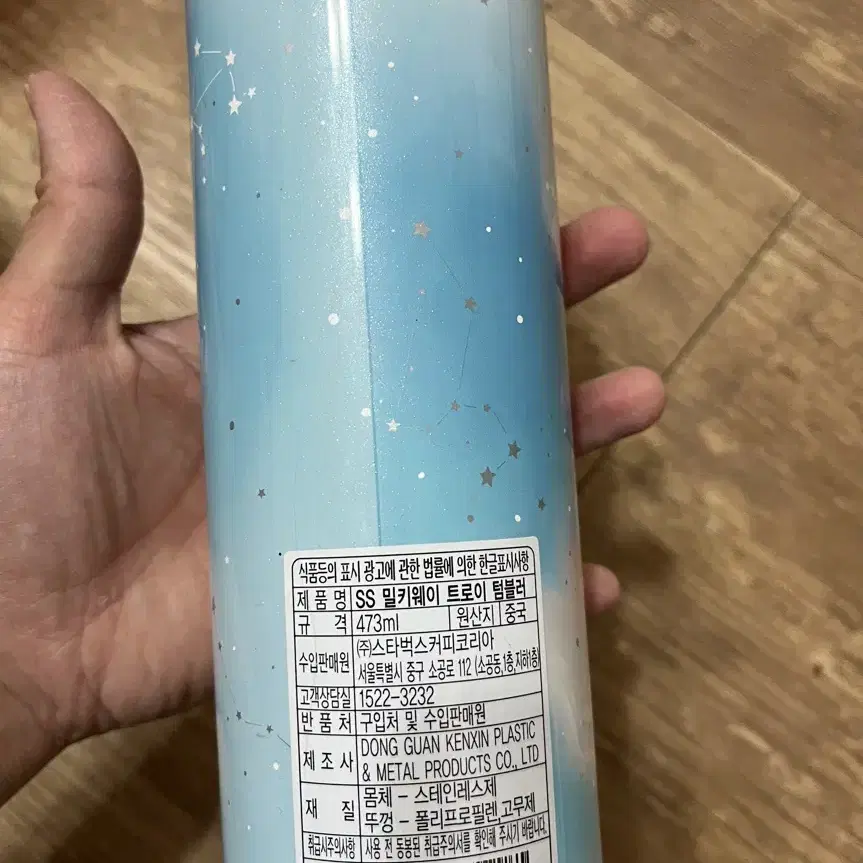 식품등의 표시 광고에 관한 법률에 의한 한글표시사항
제 품 명 SS 밀키웨이 트로이 텀블러
규 격 473ml 원산지 중국
수입판매원 (주)스타벅스커피코리아
서울특별시 중구 소공로 112 (소공동,1층,지하1층)
고객상담실 1522-3232
반 품 처 구입처 및 수입판매원
제 조 사 DONG GUAN KENXIN PLASTIC
& METAL PRODUCTS CO., LTD
재 질 몸체 - 스테인레스제
뚜껑 - 폴리프로필렌,고무제
취급시주의사항 사용 전 동봉된 취급주의서를 확인해 주시기 바랍니다.